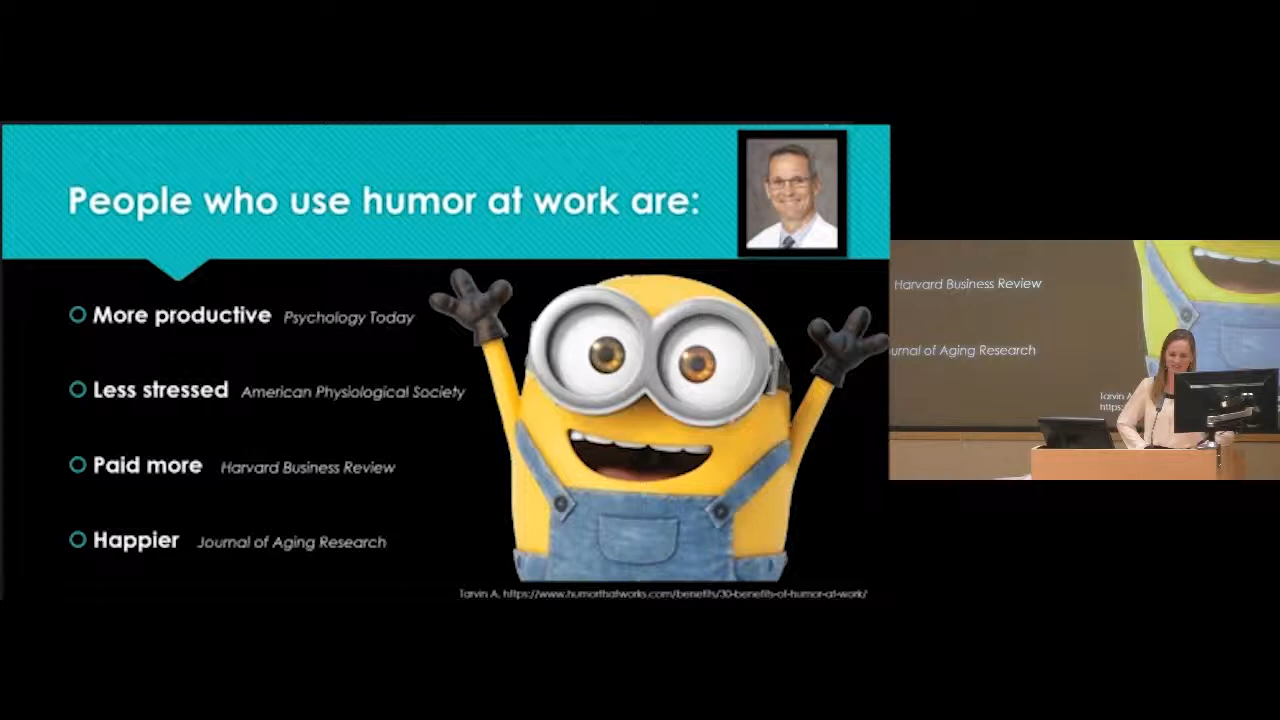 People who use humor at work are:
More productive Psychology Today
Less stressed American Physiological Society
Paid more Harvard Business Review
Happier Journal of Aging Research
Tarvin A, https://www.humorthatworks.com/benefits/30-benefits-of-humor-at-work/
Harvard Business Review
urnal of Aging Research
Tarvin A
https: